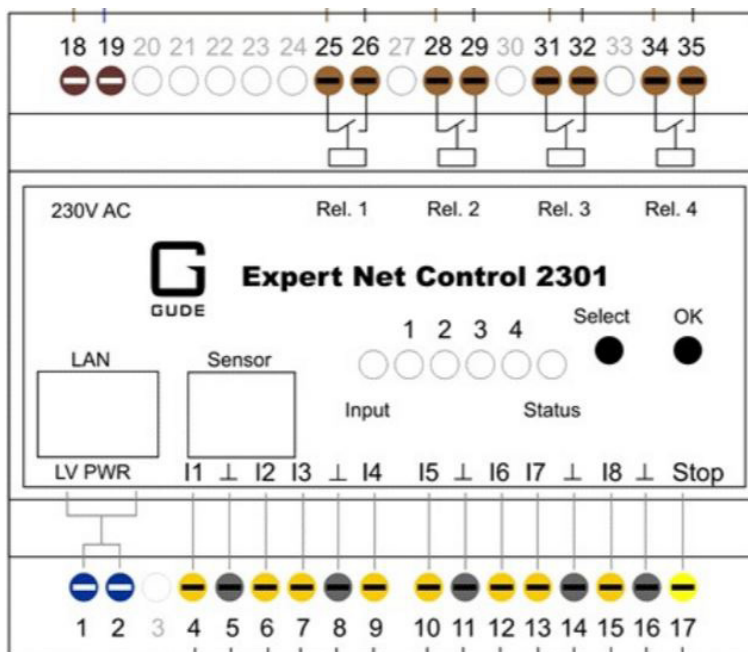 18 19 20 21 22 23 24 25 26 27 28 29 30 31 32 33 34 35
230V AC Rel. 1 Rel. 2 Rel. 3 Rel. 4
GUDE
Expert Net Control 2301
1 2 3 4 Select OK
LAN Sensor
Input Status
LV PWR I1 ⊥ I2 I3 ⊥ I4 I5 ⊥ I6 I7 ⊥ I8 ⊥ Stop
1 2 3 4 5 6 7 8 9 10 11 12 13 14 15 16 17